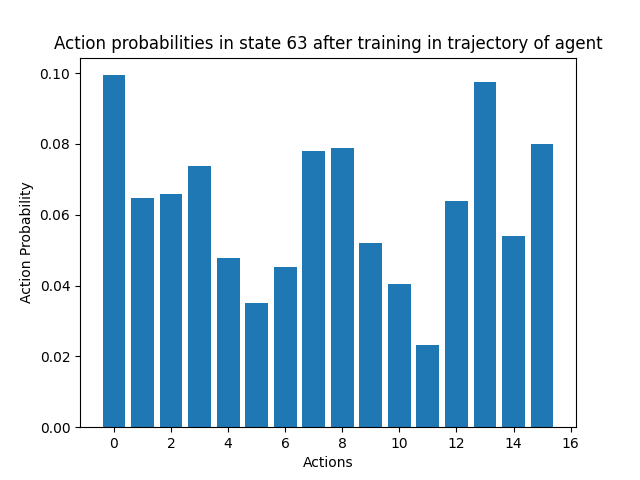 Action probabilities in state 63 after training in trajectory of agent
0.10
0.08
0.06
0.04
0.02
0.00
Action Probability
0 2 4 6 8 10 12 14 16
Actions